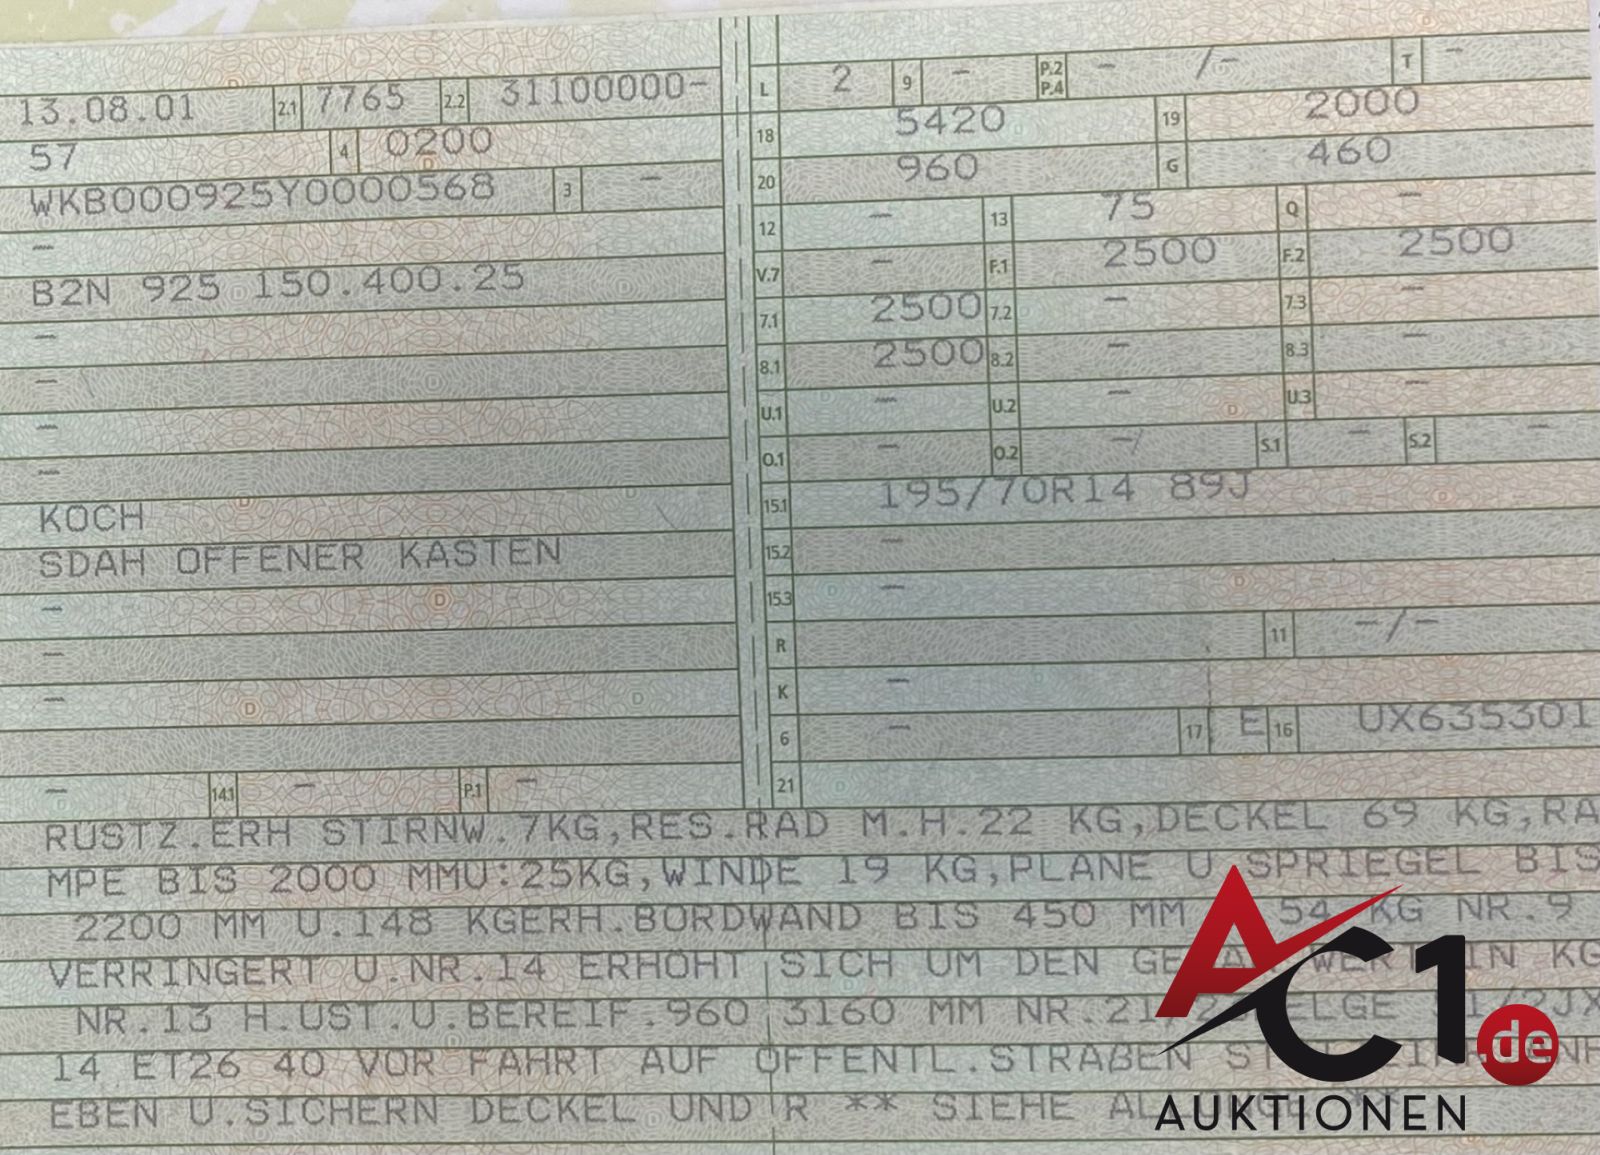 13.08.01 2.1 7765 2.2 31100000-
57 4 0200
WKB000925Y0000568 3 -
-
B2N 925 150.400.25
-
-
-
-
KOCH
SDAH OFFENER KASTEN
-
-
-
- 14.1 - P.1 -
L 2 9 - P.2 P.4 - /- T -
18 5420 19 2000
20 960 G 460
12 - 13 75 Q -
V.7 - F.1 2500 F.2 2500
7.1 2500 7.2 - 7.3 -
8.1 2500 8.2 - 8.3 -
U.1 - U.2 - U.3 -
O.1 - O.2 -/ S.1 - S.2 -
15.1 195/70R14 89J
15.2 -
15.3 -
R 11 -/-
K -
6 - 17 E 16 UX635301
21
RÜSTZ.ERH STIRNW.7KG,RES.RAD M.H.22 KG,DECKEL 69 KG,RA
MPE BIS 2000 MMU:25KG,WINDE 19 KG,PLANE U.SPRIEGEL BIS
2200 MM U.148 KGERH.BORDWAND BIS 450 MM 54 KG NR.9
VERRINGERT U.NR.14 ERHÖHT SICH UM DEN IN KG
NR.13 H.UST.U.BEREIF.960 3160 MM
14 ET26 40 VOR FAHRT AUF ÖFFENTL.STRAßEN
EBEN U.SICHERN DECKEL UND R ** SIEHE
AC1.de
AUKTIONEN